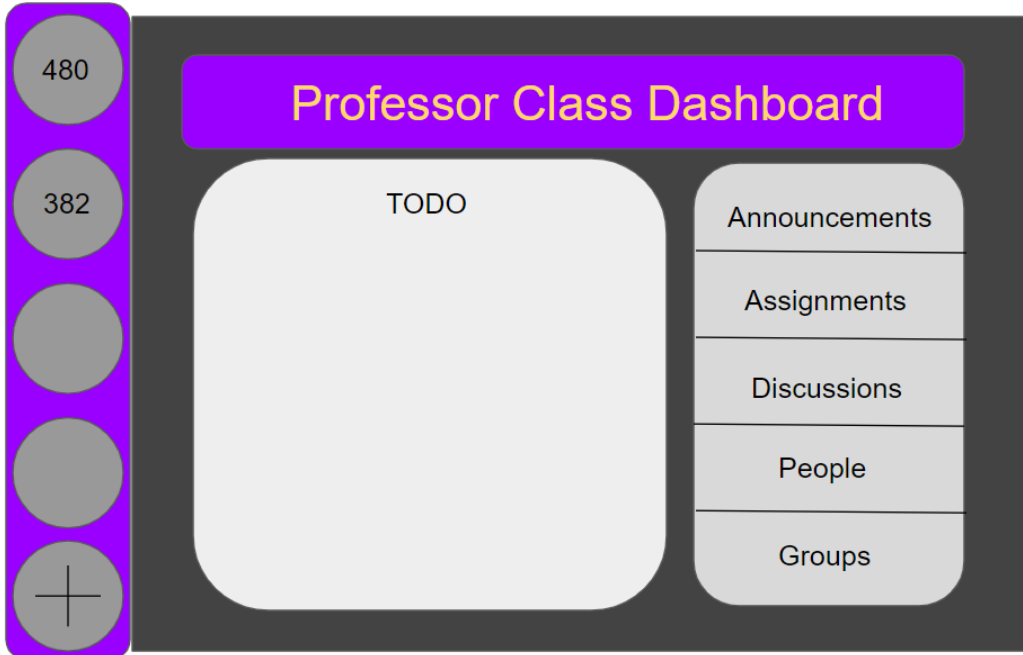 480
382
Professor Class Dashboard
TODO
Announcements
Assignments
Discussions
People
Groups